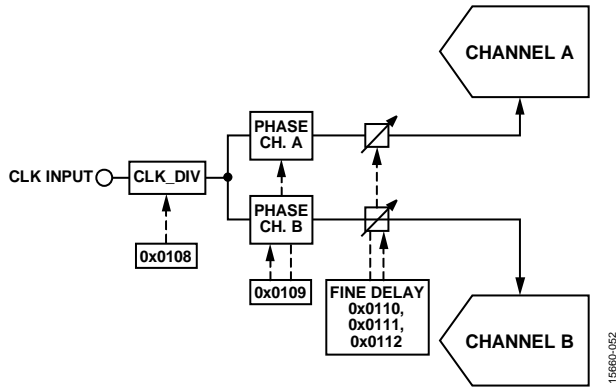 CHANNEL A
PHASE
CH. A
CLK INPUT
CLK_DIV
PHASE
CH. B
0x0108
0x0109
FINE DELAY
0x0110,
0x0111,
0x0112
CHANNEL B
15660-052